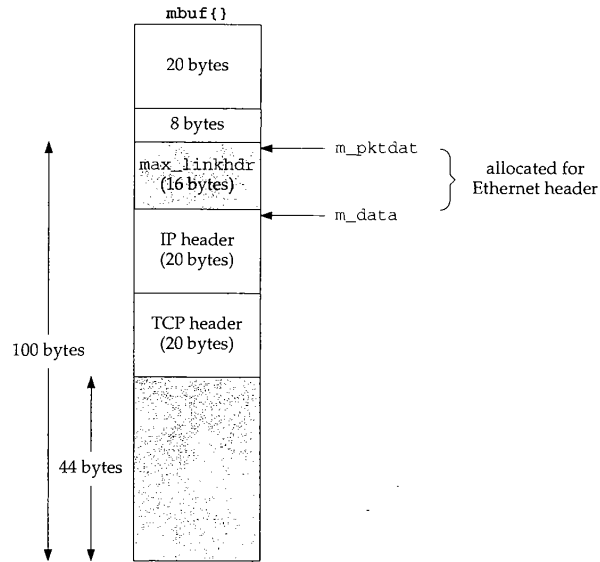 mbuf{}
20 bytes
8 bytes
m_pktdat
max_linkhdr
(16 bytes)
allocated for
Ethernet header
m_data
IP header
(20 bytes)
TCP header
(20 bytes)
100 bytes
44 bytes